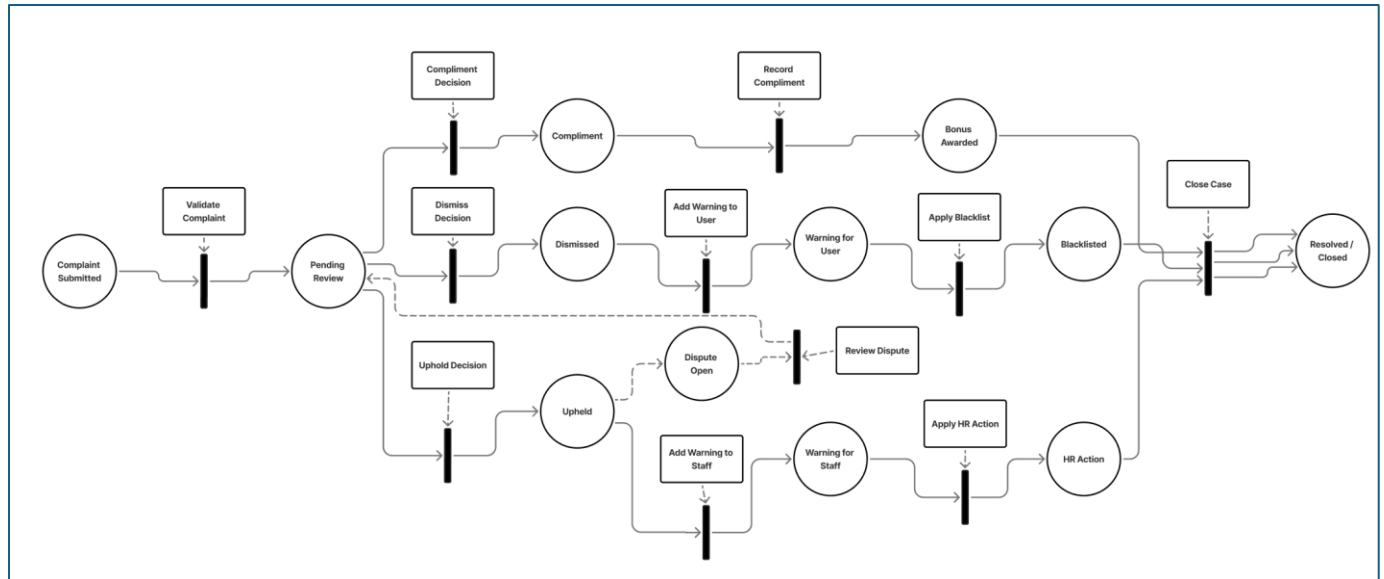 Compliment
Decision
Record
Compliment
Compliment
Bonus
Awarded
Validate
Complaint
Dismiss
Decision
Add Warning to
User
Apply Blacklist
Close Case
Complaint
Submitted
Pending
Review
Dismissed
Warning for
User
Blacklisted
Resolved /
Closed
Uphold Decision
Dispute
Open
Review Dispute
Upheld
Add Warning to
Staff
Warning for
Staff
Apply HR Action
HR Action